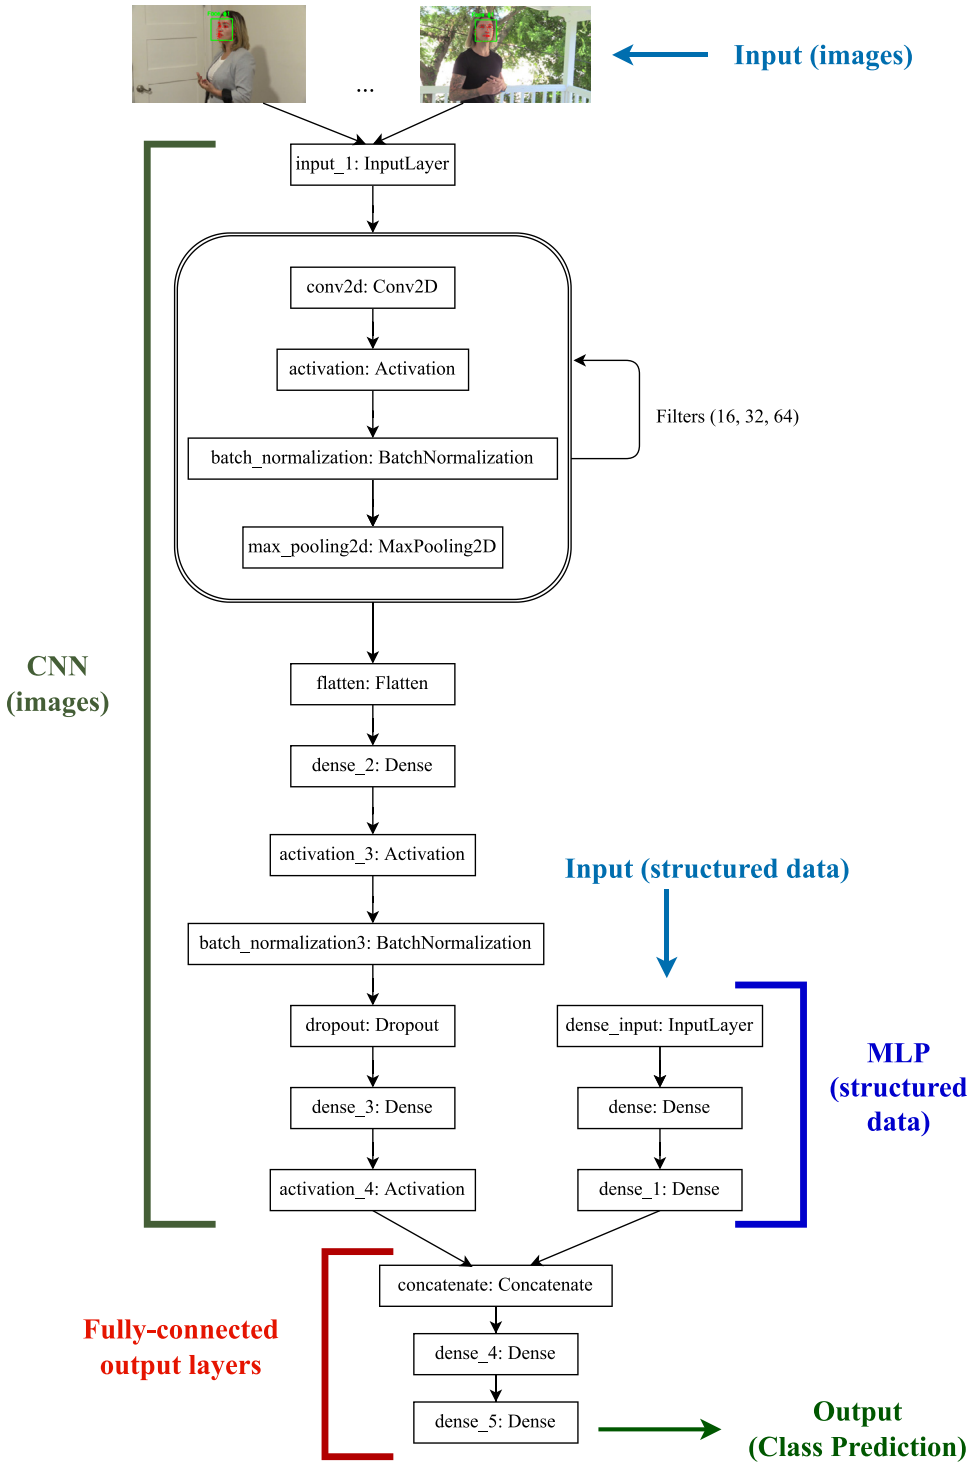 Input (images)
...
input_1: InputLayer
conv2d: Conv2D
activation: Activation
Filters (16, 32, 64)
batch_normalization: BatchNormalization
max_pooling2d: MaxPooling2D
CNN
(images)
flatten: Flatten
dense_2: Dense
activation_3: Activation
Input (structured data)
batch_normalization3: BatchNormalization
dropout: Dropout
dense_input: InputLayer
MLP
(structured
data)
dense_3: Dense
dense: Dense
activation_4: Activation
dense_1: Dense
concatenate: Concatenate
Fully-connected
output layers
dense_4: Dense
dense_5: Dense
Output
(Class Prediction)